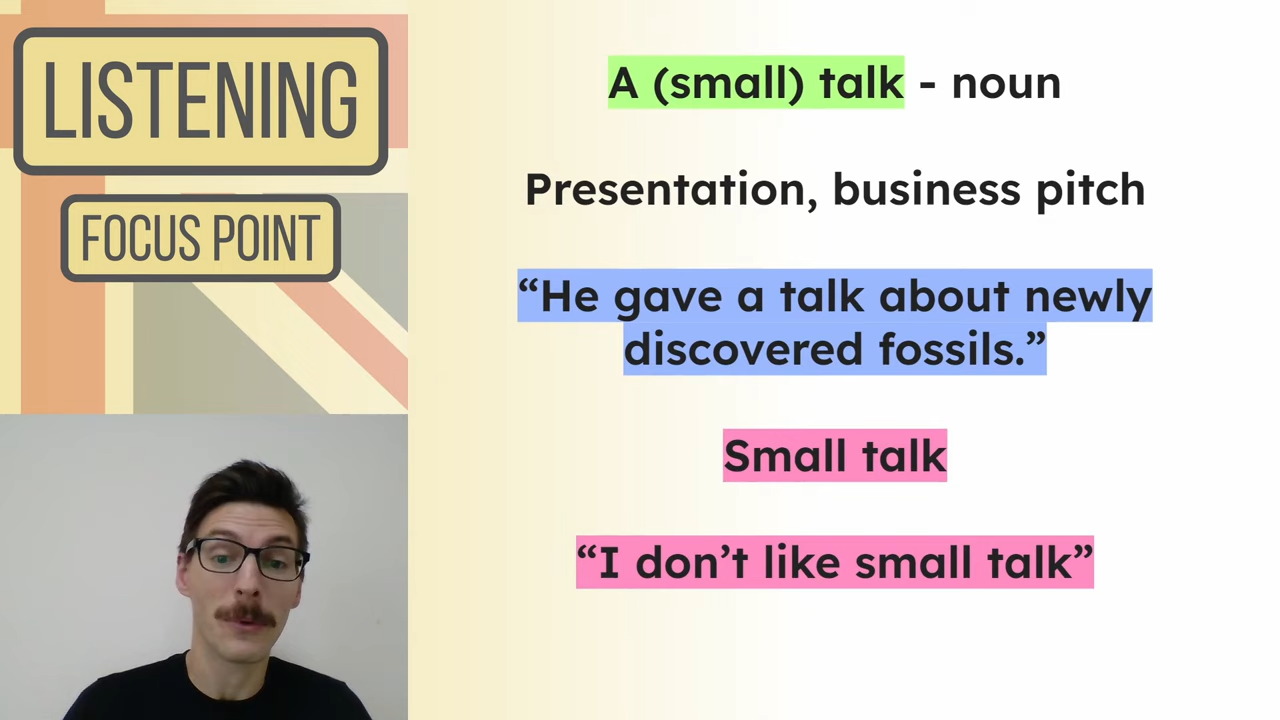 LISTENING
FOCUS POINT
A (small) talk - noun
Presentation, business pitch
“He gave a talk about newly
discovered fossils.”
Small talk
“I don’t like small talk”